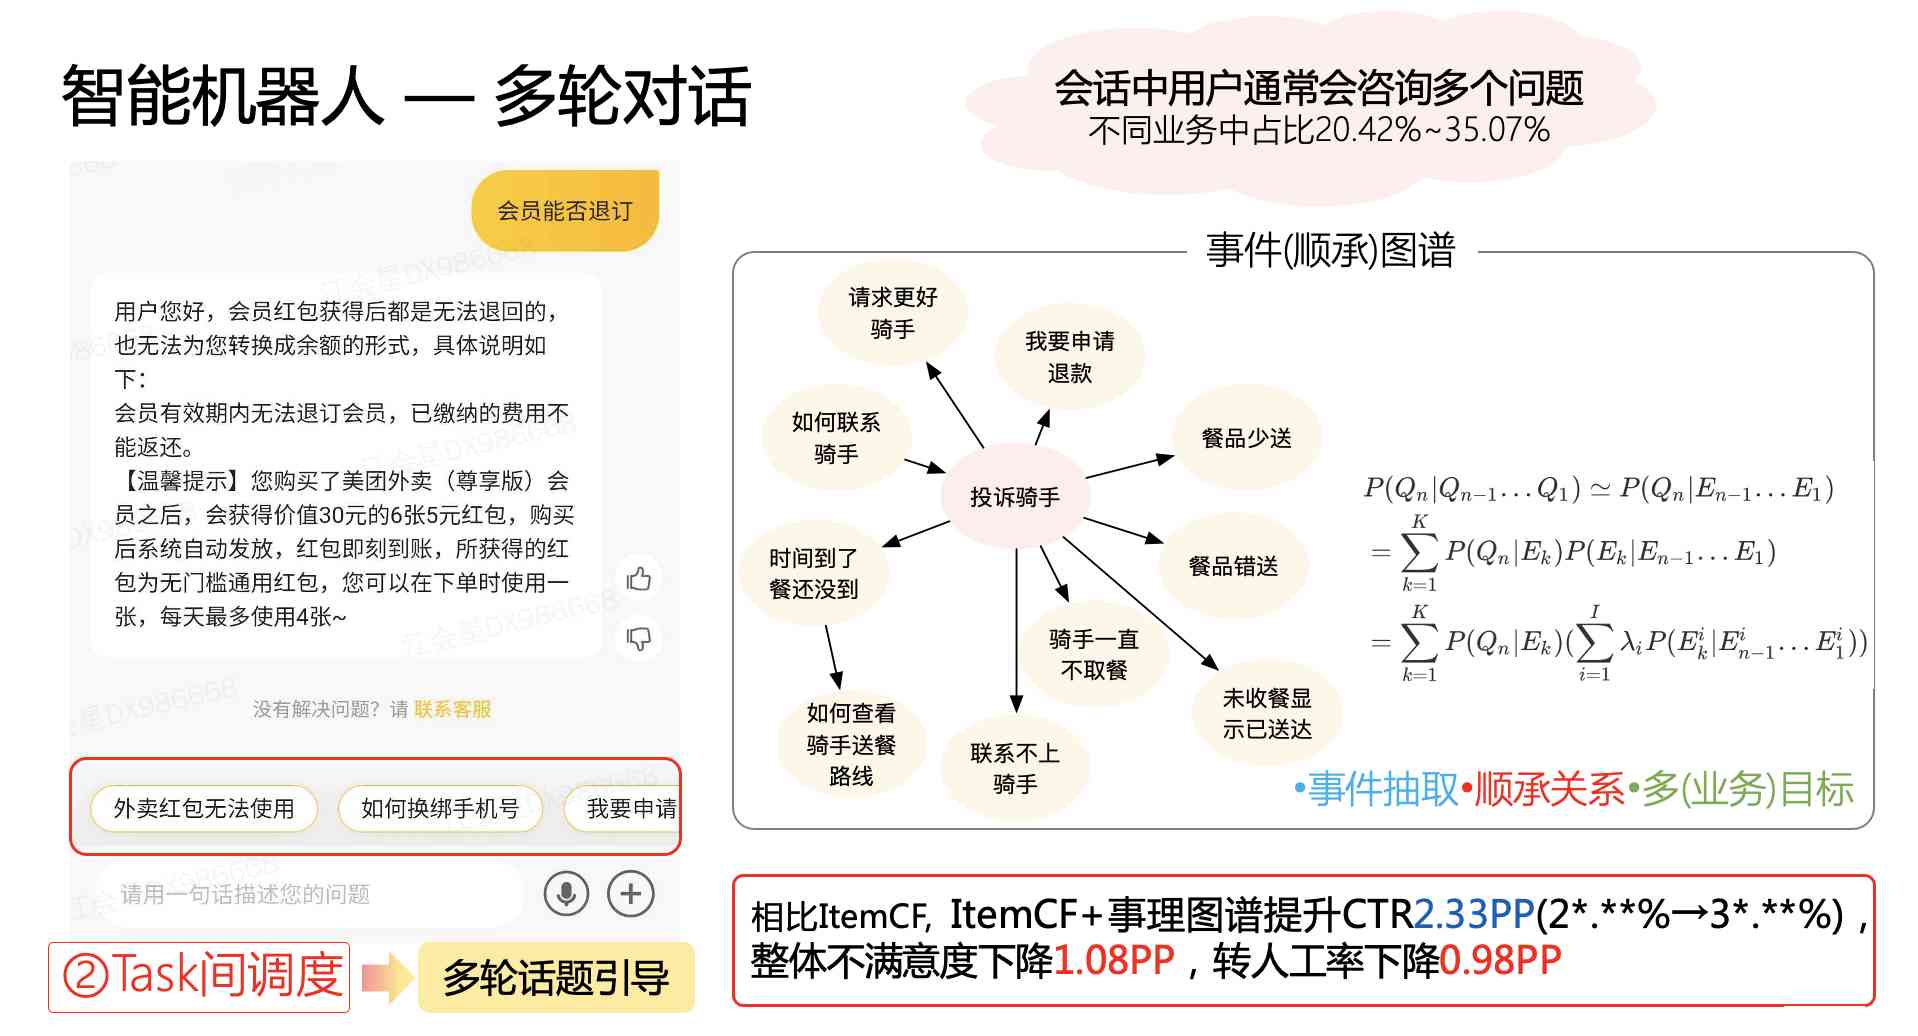 智能机器人 — 多轮对话
会话中用户通常会咨询多个问题
不同业务中占比20.42%~35.07%
会员能否退订
用户您好，会员红包获得后都是无法退回的，
也无法为您转换成余额的形式，具体说明如
下：
会员有效期内无法退订会员，已缴纳的费用不
能返还。
【温馨提示】您购买了美团外卖（尊享版）会
员之后，会获得价值30元的6张5元红包，购买
后系统自动发放，红包即刻到账，所获得的红
包为无门槛通用红包，您可以在下单时使用一
张，每天最多使用4张~
没有解决问题？请 联系客服
外卖红包无法使用
如何换绑手机号
我要申请
请用一句话描述您的问题
②Task间调度
多轮话题引导
事件(顺承)图谱
请求更好
骑手
我要申请
退款
如何联系
骑手
餐品少送
投诉骑手
时间到了
餐还没到
餐品错送
骑手一直
不取餐
如何查看
骑手送餐
路线
联系不上
骑手
未收餐显
示已送达
P(Qn|Qn−1…Q1) ≃ P(Qn|En−1…E1)
= ∑_{k=1}^{K} P(Qn|Ek)P(Ek|En−1…E1)
= ∑_{k=1}^{K} P(Qn|Ek)(∑_{i=1}^{I} λ_i P(E_k^i|E_{n−1}^i…E_1^i))
•事件抽取•顺承关系•多(业务)目标
相比ItemCF, ItemCF+事理图谱提升CTR2.33PP(2*.**%→3*.**%)，
整体不满意度下降1.08PP，转人工率下降0.98PP